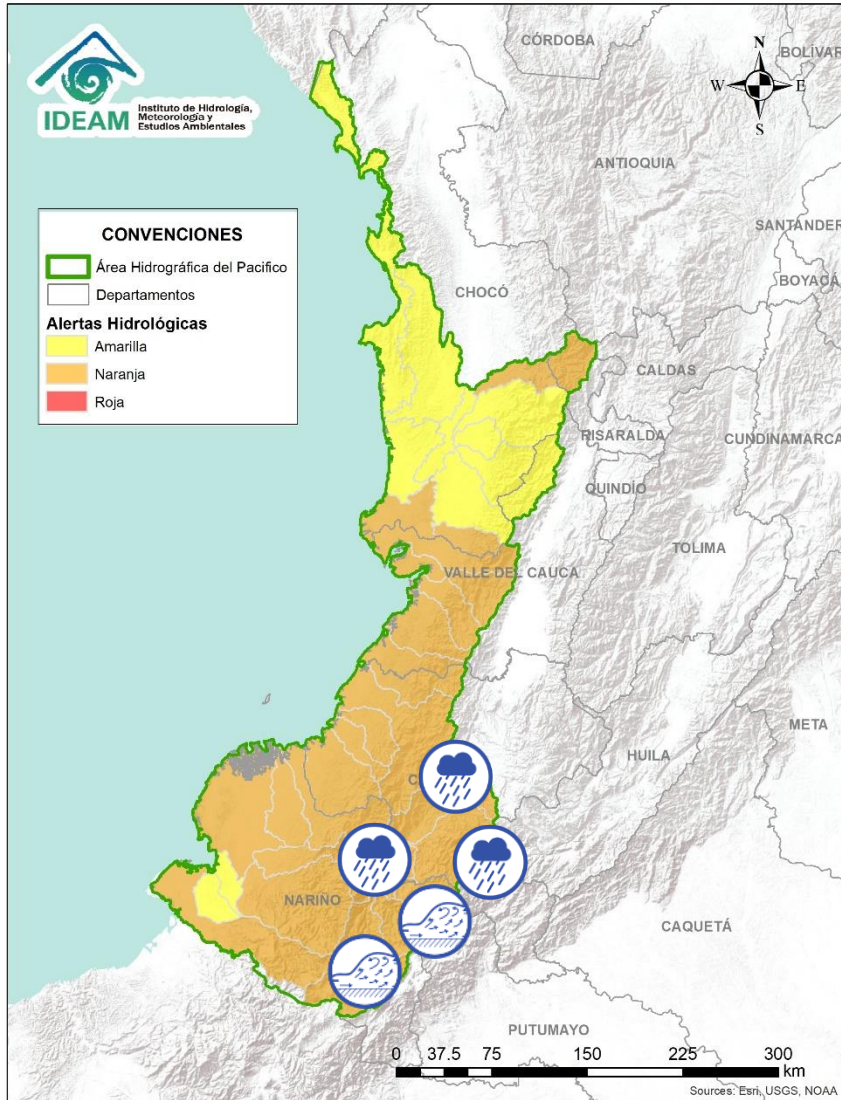 IDEAM
Instituto de Hidrología,
Meteorología y
Estudios Ambientales
CÓRDOBA
BOLÍVAR
N
W
E
S
ANTIOQUIA
SANTANDER
BOYACÁ
CONVENCIONES
Área Hidrográfica del Pacifico
Departamentos
Alertas Hidrológicas
Amarilla
Naranja
Roja
CHOCÓ
CALDAS
RISARALDA
CUNDINAMARCA
QUINDÍO
TOLIMA
VALLE DEL CAUCA
META
HUILA
NARIÑO
CAQUETÁ
PUTUMAYO
0 37.5 75 150 225 300
km
Sources: Esri, USGS, NOAA